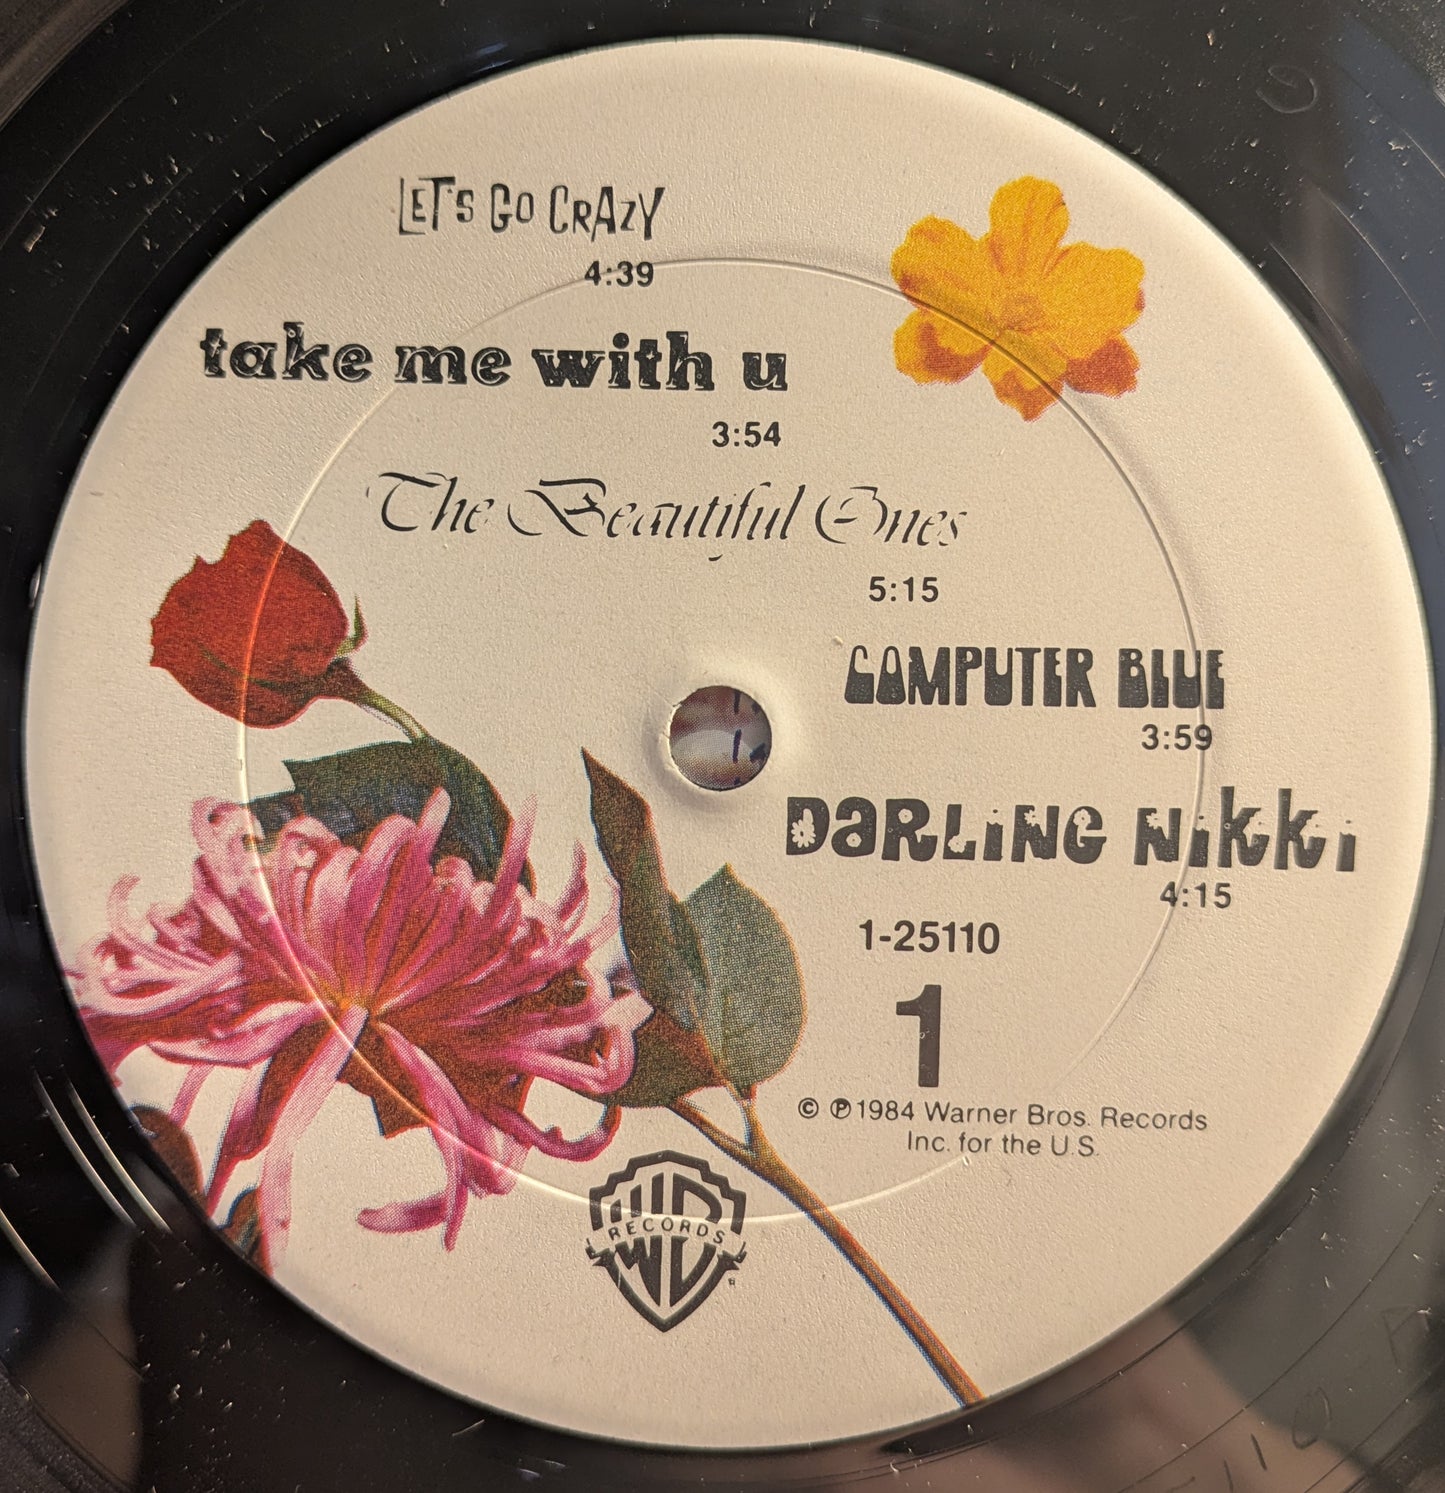 LET'S GO CRAZY
4:39
take me with u
3:54
The Beautiful Ones
5:15
COMPUTER BLUE
3:59
DARLING NIKKI
4:15
1-25110
1
© ℗ 1984 Warner Bros. Records
Inc. for the U.S.
RECORDS